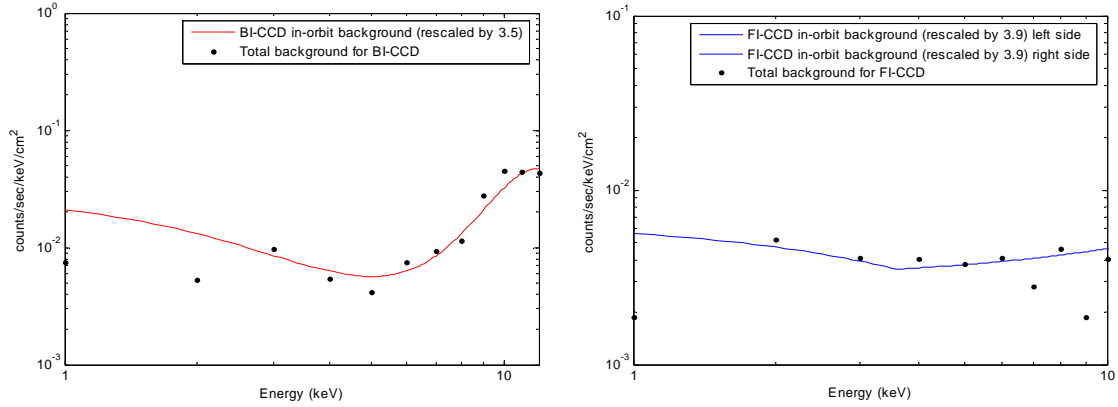 10^0
10^-1
10^-2
10^-3
counts/sec/keV/cm^2
1
10
Energy (keV)
BI-CCD in-orbit background (rescaled by 3.5)
Total background for BI-CCD
10^-1
10^-2
10^-3
counts/sec/keV/cm^2
1
10
Energy (keV)
FI-CCD in-orbit background (rescaled by 3.9) left side
FI-CCD in-orbit background (rescaled by 3.9) right side
Total background for FI-CCD